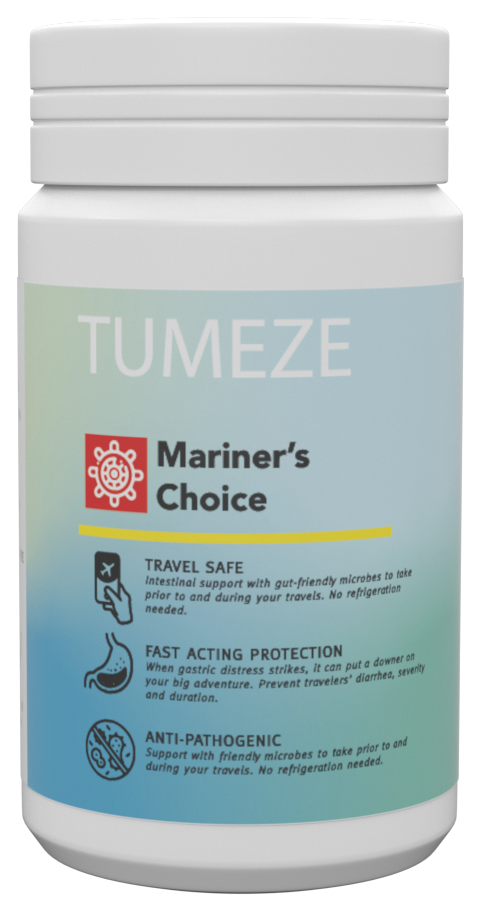 TUMEZE
Mariner's
Choice
TRAVEL SAFE
Intestinal support with gut-friendly microbes to take
prior to and during your travels. No refrigeration
needed.
FAST ACTING PROTECTION
When gastric distress strikes, it can put a downer on
your big adventure. Prevent travelers' diarrhea, severity
and duration.
ANTI-PATHOGENIC
Support with friendly microbes to take prior to and
during your travels. No refrigeration needed.